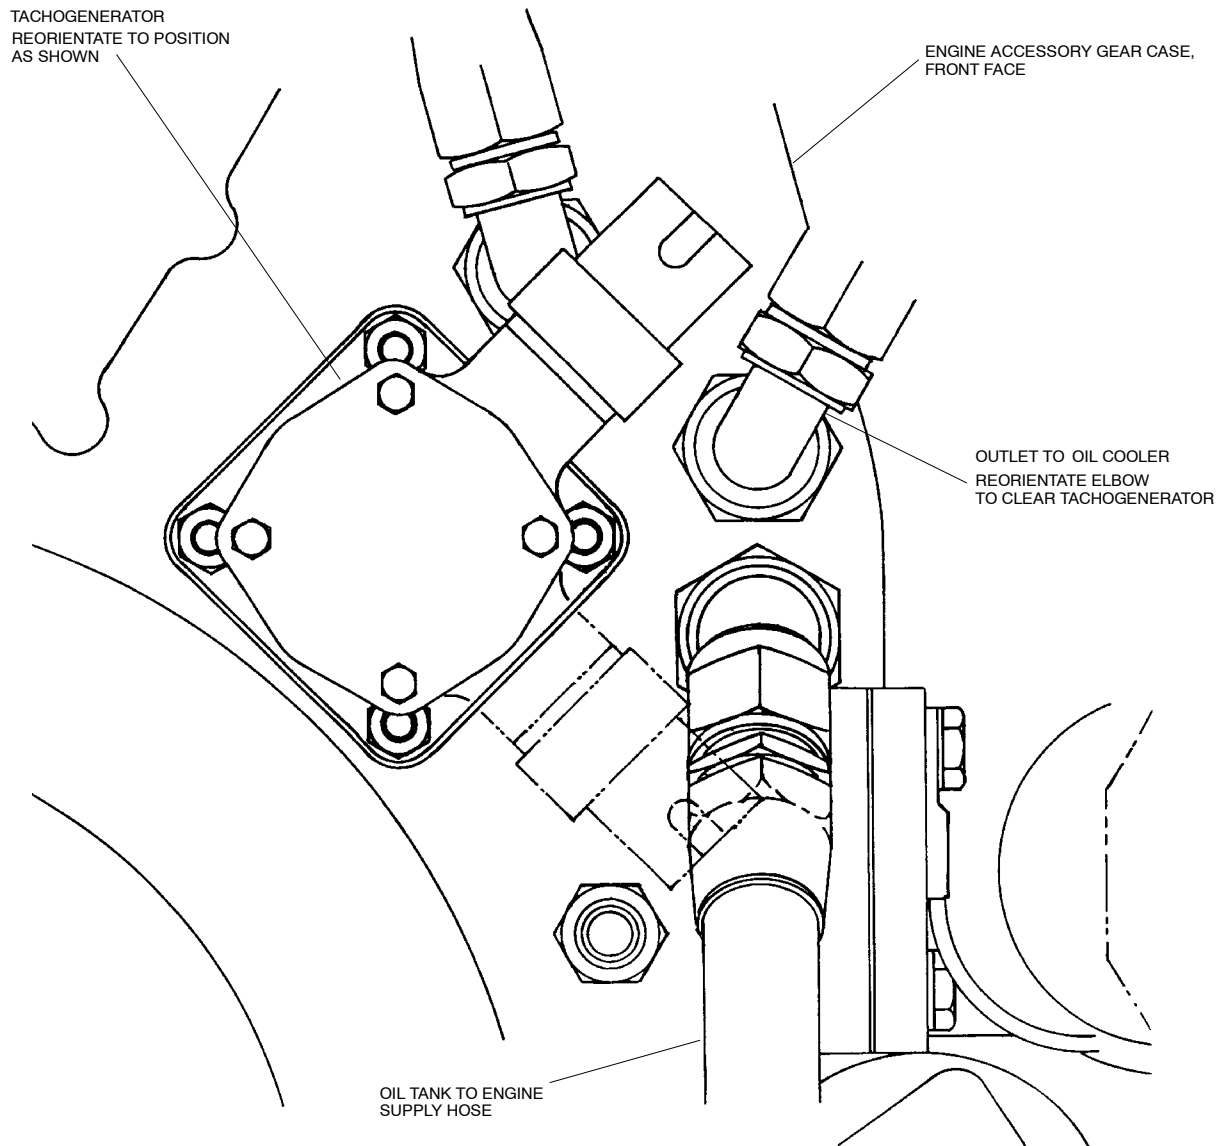 TACHOGENERATOR
REORIENTATE TO POSITION
AS SHOWN
ENGINE ACCESSORY GEAR CASE,
FRONT FACE
OUTLET TO OIL COOLER
REORIENTATE ELBOW
TO CLEAR TACHOGENERATOR
OIL TANK TO ENGINE
SUPPLY HOSE